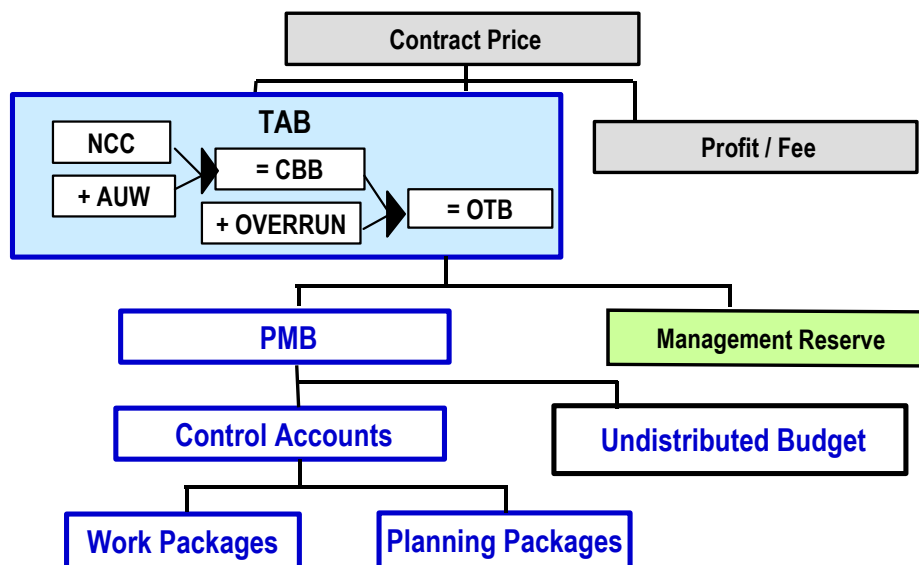 Contract Price
TAB
NCC
= CBB
Profit / Fee
+ AUW
= OTB
+ OVERRUN
PMB
Management Reserve
Control Accounts
Undistributed Budget
Work Packages
Planning Packages